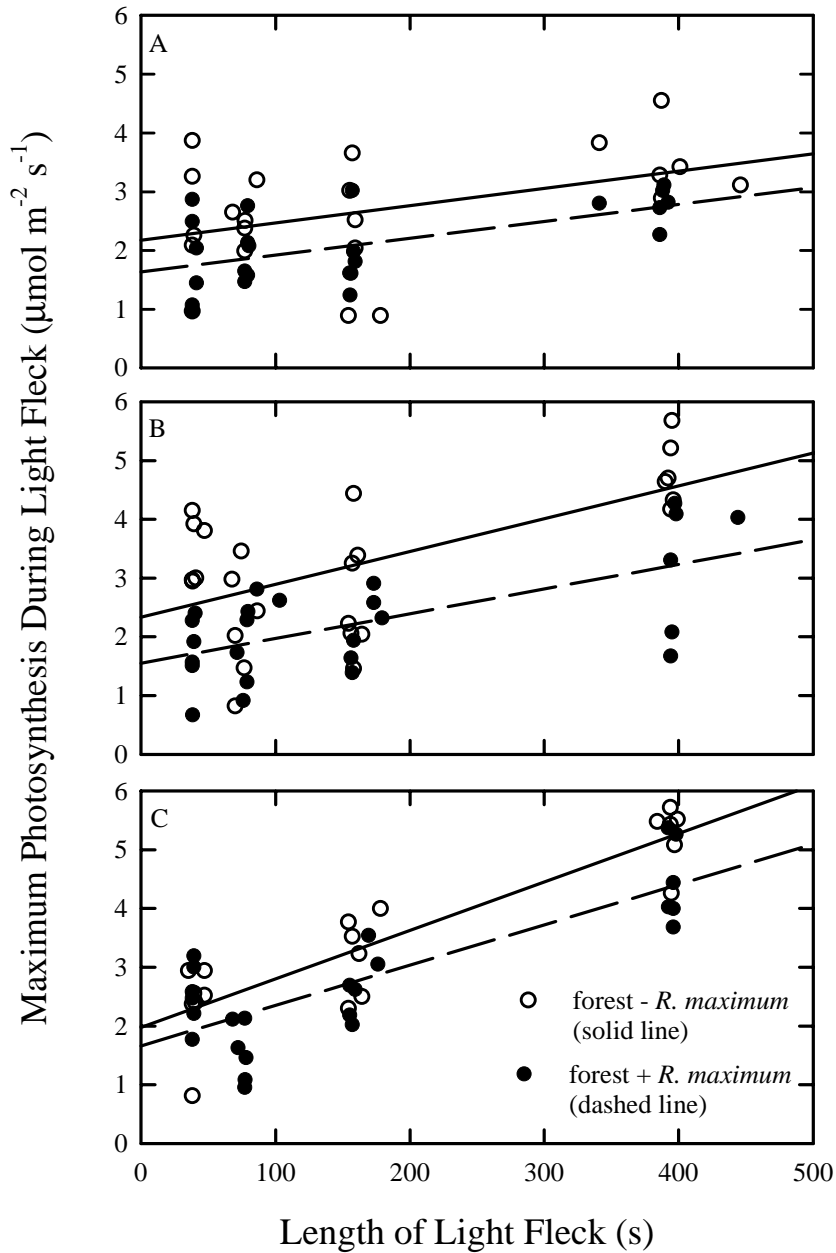 Maximum Photosynthesis During Light Fleck (μmol m⁻² s⁻¹)
6
A
5
4
3
2
1
0
6
B
5
4
3
2
1
0
6
C
5
4
3
2
1
0
forest - R. maximum
(solid line)
forest + R. maximum
(dashed line)
0 100 200 300 400 500
Length of Light Fleck (s)